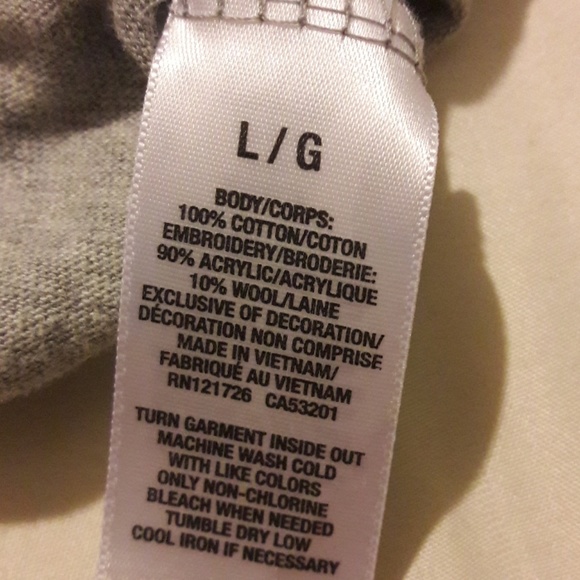 L/G
BODY/CORPS:
100% COTTON/COTON
EMBROIDERY/BRODERIE:
90% ACRYLIC/ACRYLIQUE
10% WOOL/LAINE
EXCLUSIVE OF DECORATION/
DÉCORATION NON COMPRISE
MADE IN VIETNAM/
FABRIQUÉ AU VIETNAM
RN121726 CA53201
TURN GARMENT INSIDE OUT
MACHINE WASH COLD
WITH LIKE COLORS
ONLY NON-CHLORINE
BLEACH WHEN NEEDED
TUMBLE DRY LOW
COOL IRON IF NECESSARY